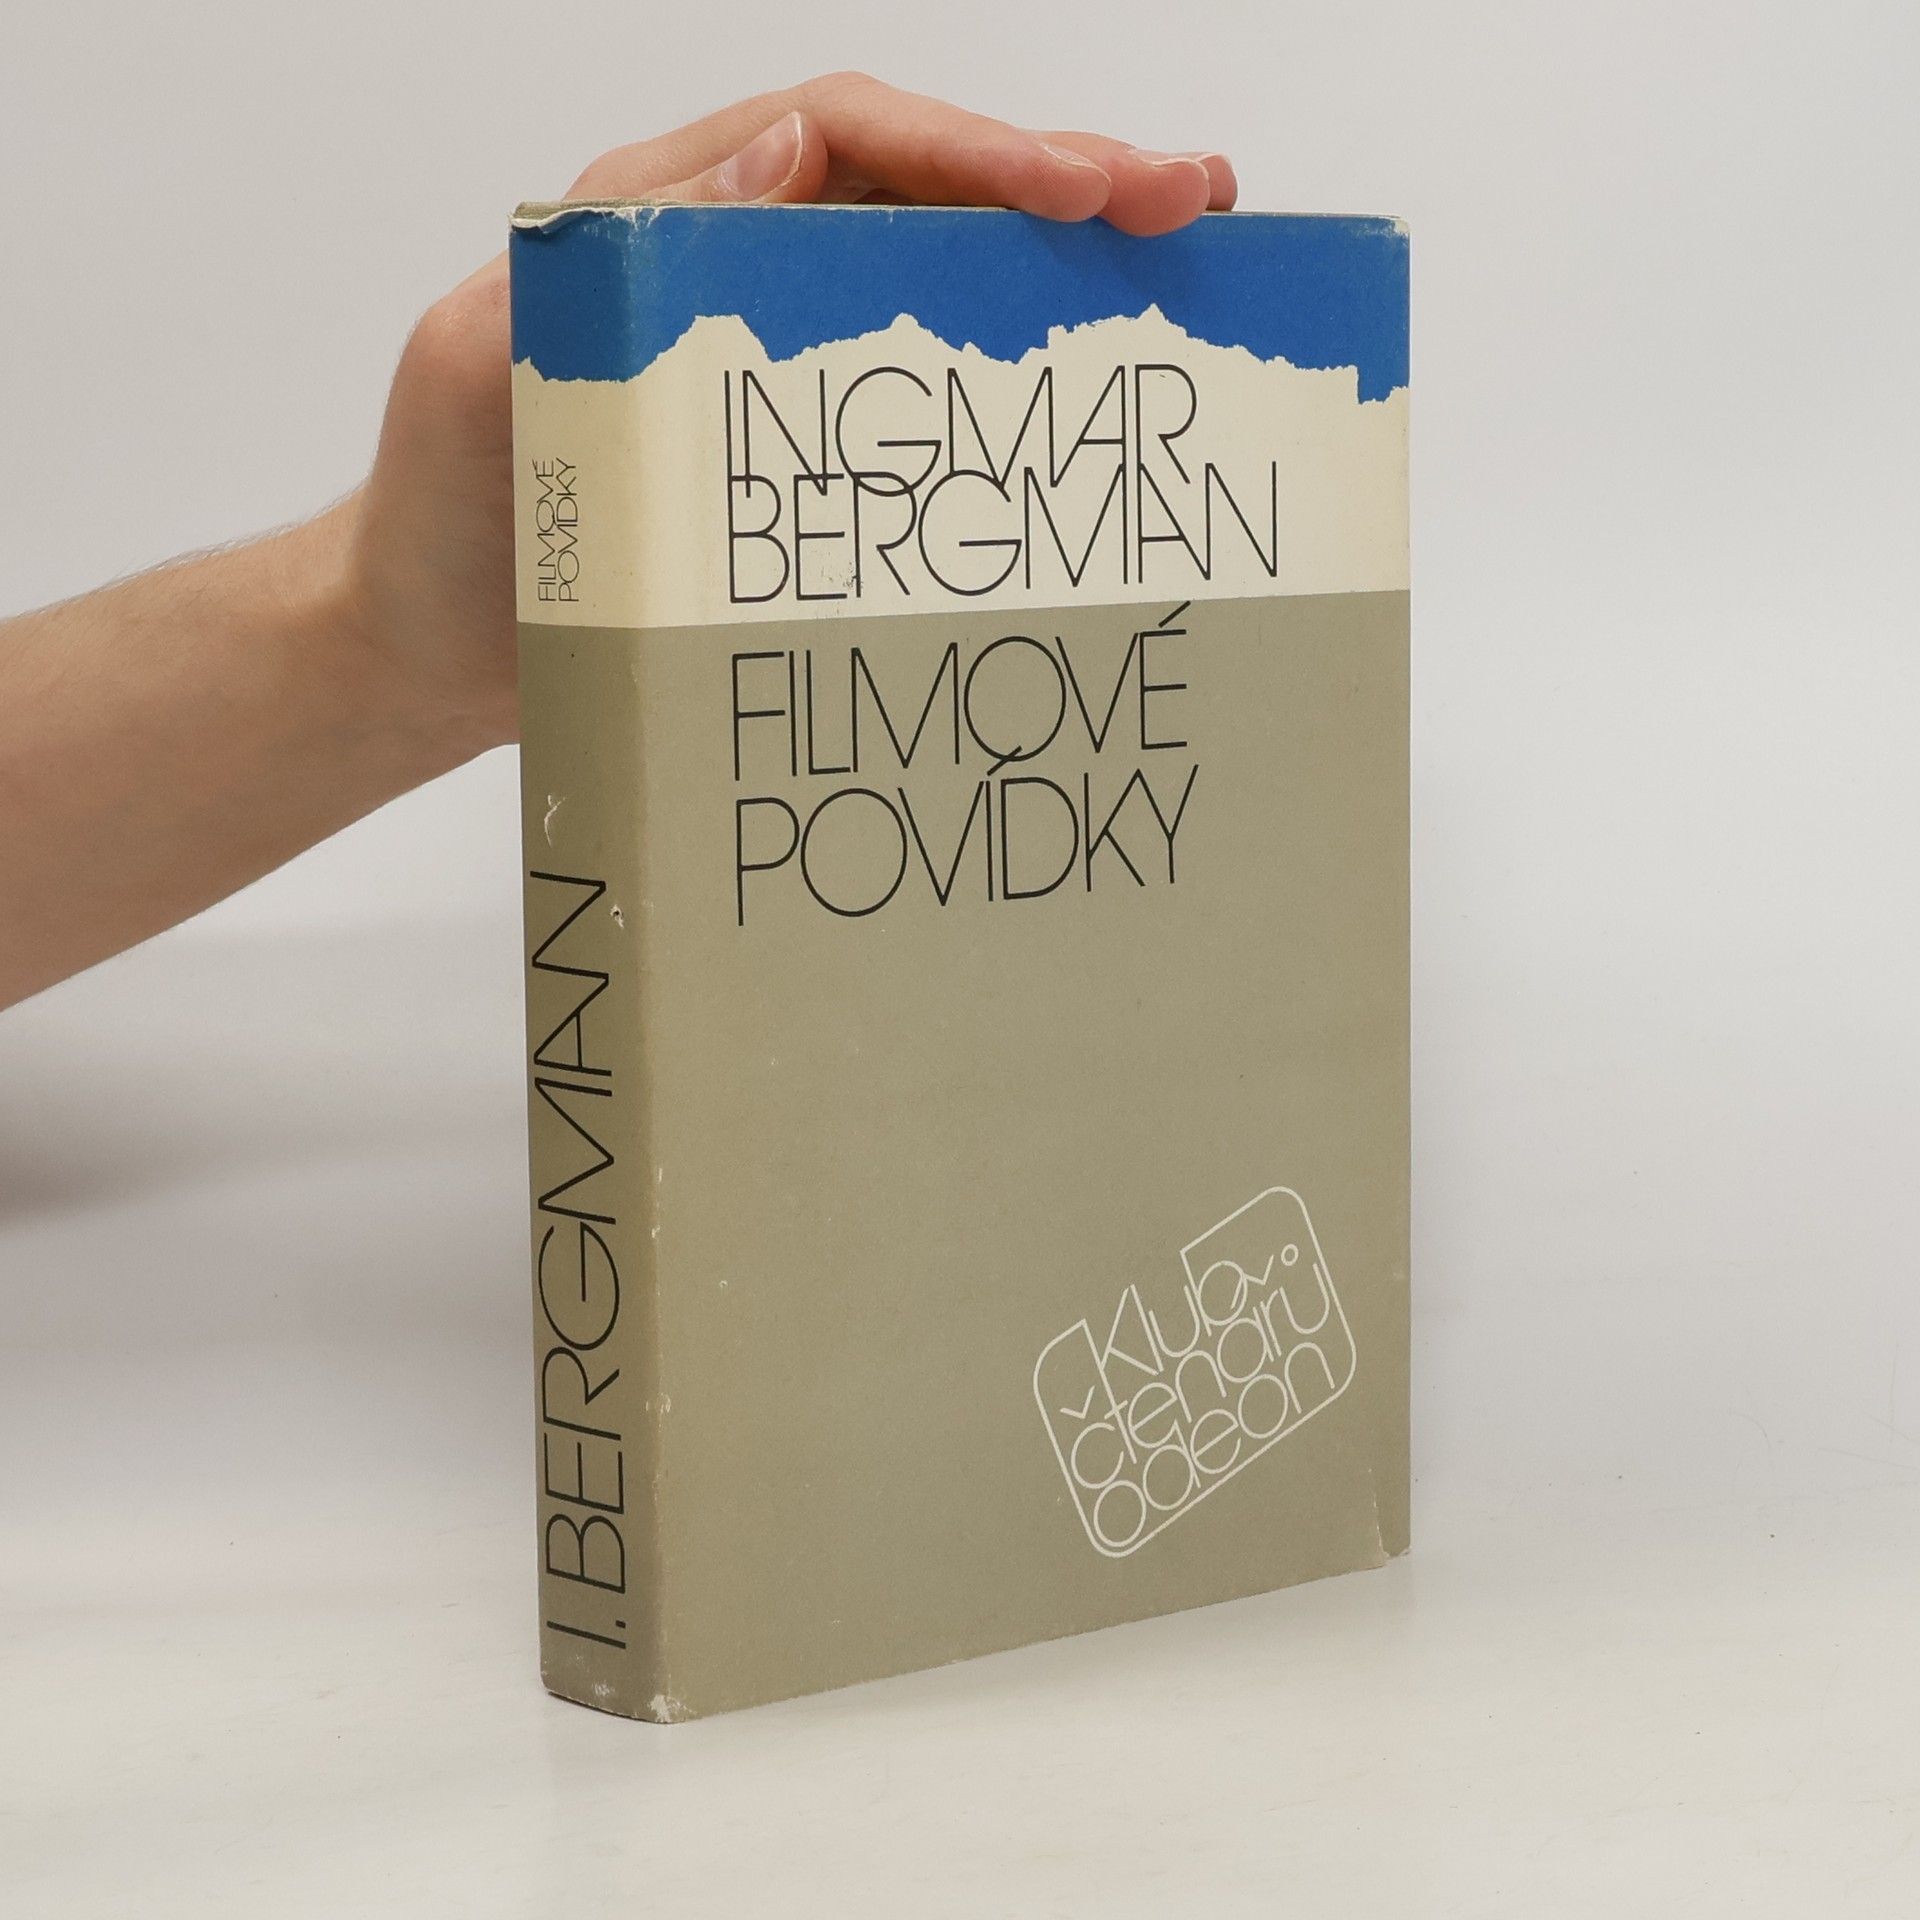 INGMAR
BERGMAN
FILMOVÉ
POVÍDKY
klub
čtenářů
odeon
FILMOVÉ
POVÍDKY
I. BERGMAN